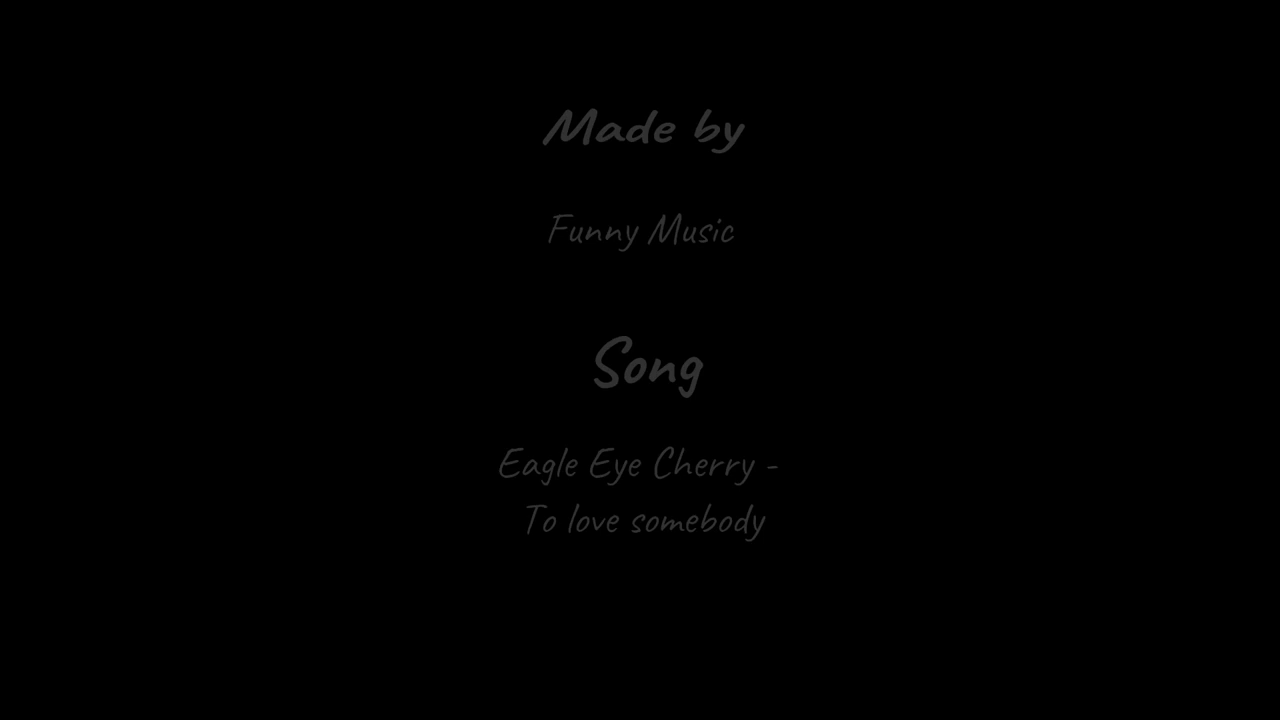 Made by
Funny Music
Song
Eagle Eye Cherry -
To love somebody